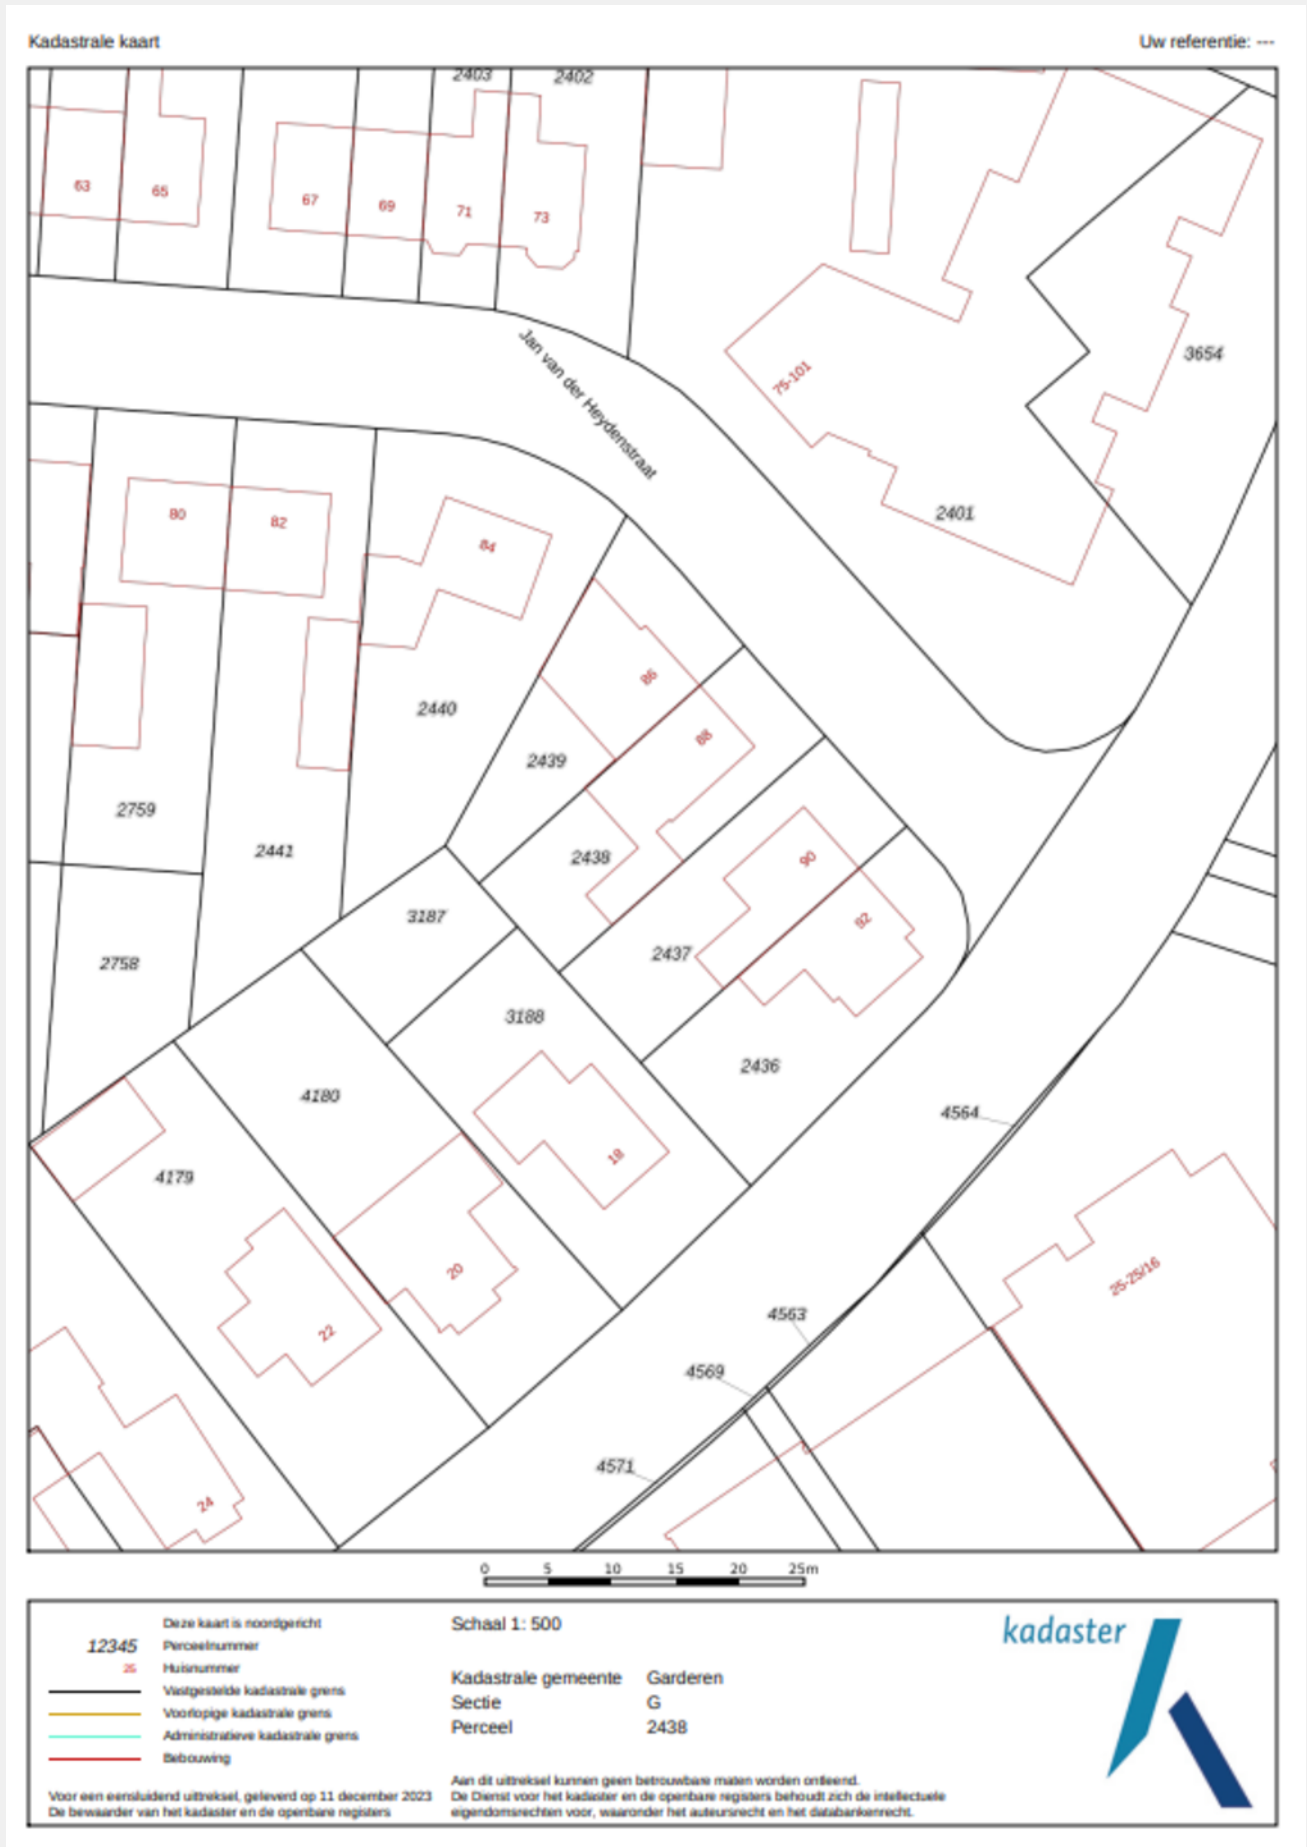 Kadastrale kaart
Uw referentie: ---
2403
2402
63
65
67
69
71
73
Jan van der Heydenstraat
75-101
3654
2401
80
82
84
86
88
2440
2439
2759
2441
2438
90
92
3187
2437
2758
3188
2436
4180
4564
18
4179
20
22
25-25/16
4563
4569
4571
24
0 5 10 15 20 25m
Deze kaart is noordgericht
12345 Perceelnummer
25 Huisnummer
Vastgestelde kadastrale grens
Voorlopige kadastrale grens
Administratieve kadastrale grens
Bebouwing
Voor een eensluidend uittreksel, geleverd op 11 december 2023
De bewaarder van het kadaster en de openbare registers
Schaal 1: 500
Kadastrale gemeente Garderen
Sectie G
Perceel 2438
Aan dit uittreksel kunnen geen betrouwbare maten worden ontleend.
De Dienst voor het kadaster en de openbare registers behoudt zich de intellectuele
eigendomsrechten voor, waaronder het auteursrecht en het databankenrecht.
kadaster